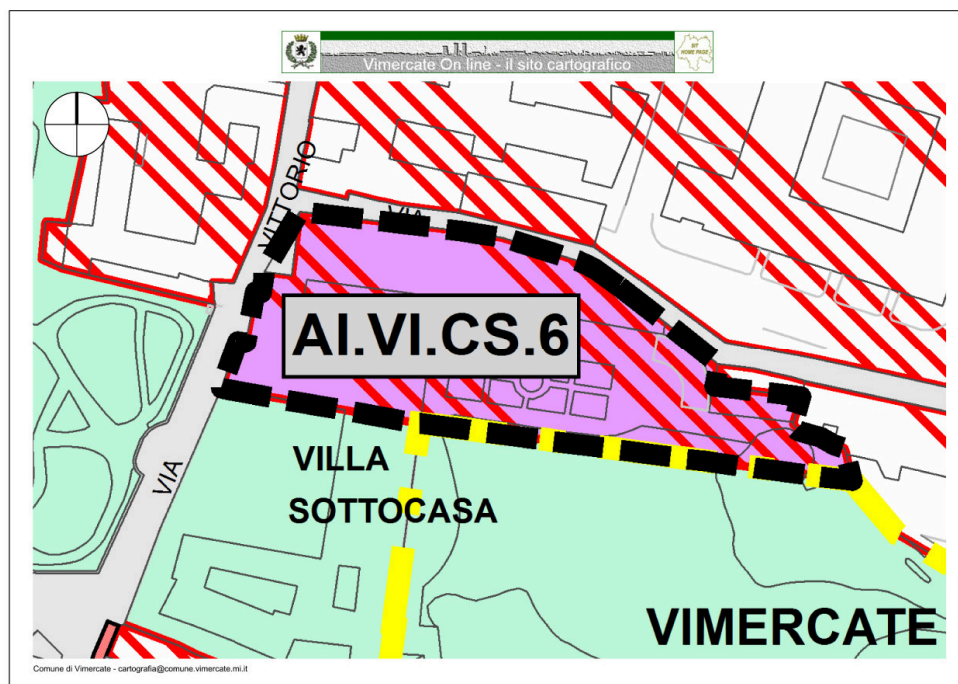 Vimercate On line - il sito cartografico
MY
HOME PAGE
VITTORIO
VIA
AI.VI.CS.6
VIA
VILLA
SOTTOCASA
VIMERCATE
Comune di Vimercate - cartografia@comune.vimercate.mi.it